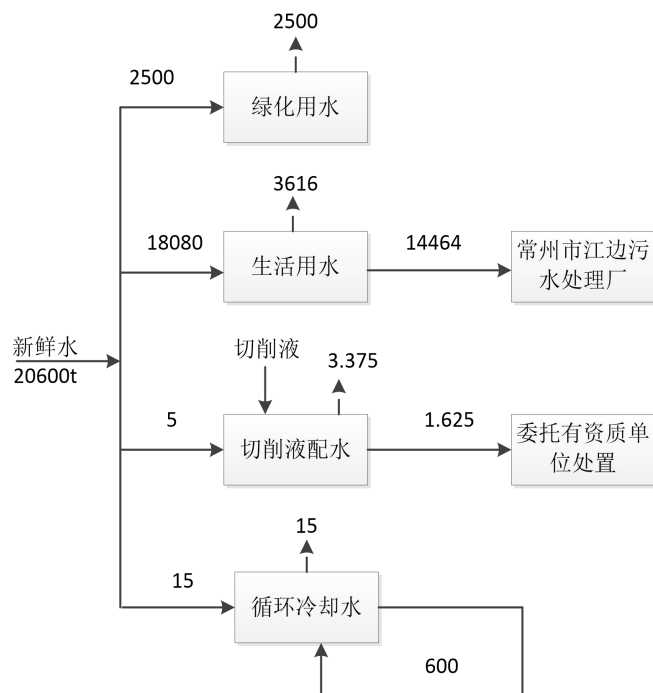 2500
2500
绿化用水
3616
18080
生活用水
14464
常州市江边污
水处理厂
新鲜水
20600t
切削液
3.375
5
切削液配水
1.625
委托有资质单
位处置
15
15
循环冷却水
600